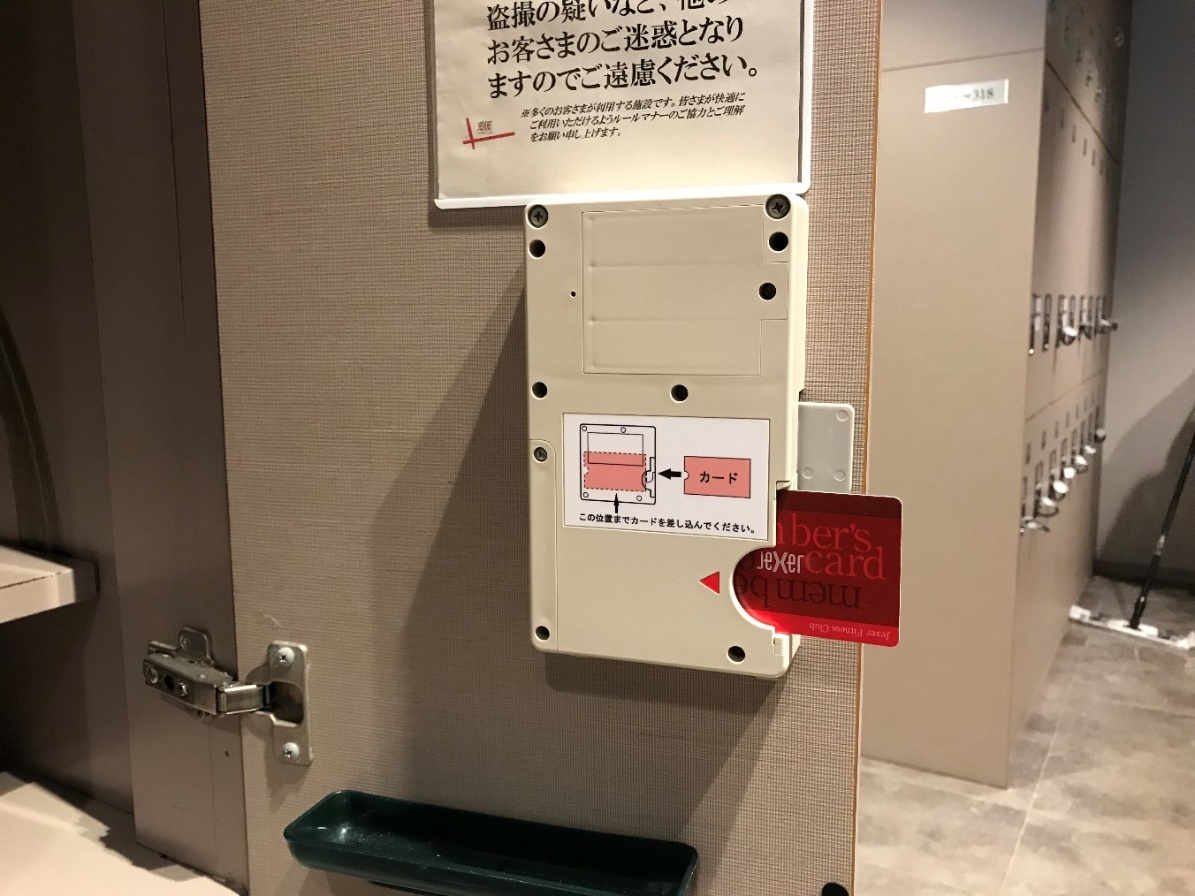 盗撮の疑いなど、他の
お客さまのご迷惑となり
ますのでご遠慮ください。
※多くのお客さまが利用する施設です。皆さまが快適に
ご利用いただけるようルールマナーのご協力とご理解
をお願い申し上げます。
318
カード
この位置までカードを差し込んでください。
mber's
card
Jexer
mem
Jexer Fitness Club